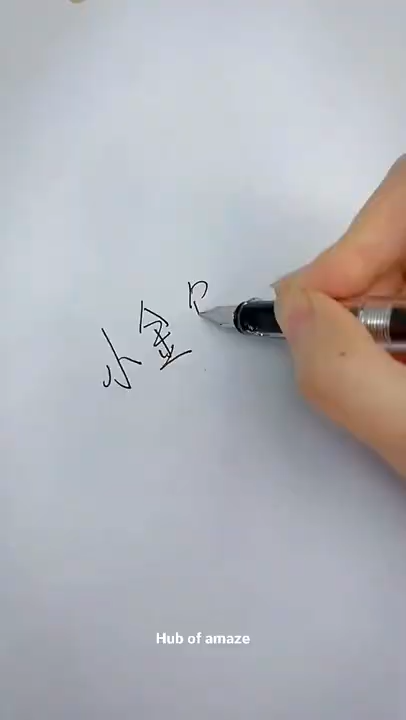 小金
Hub of amaze